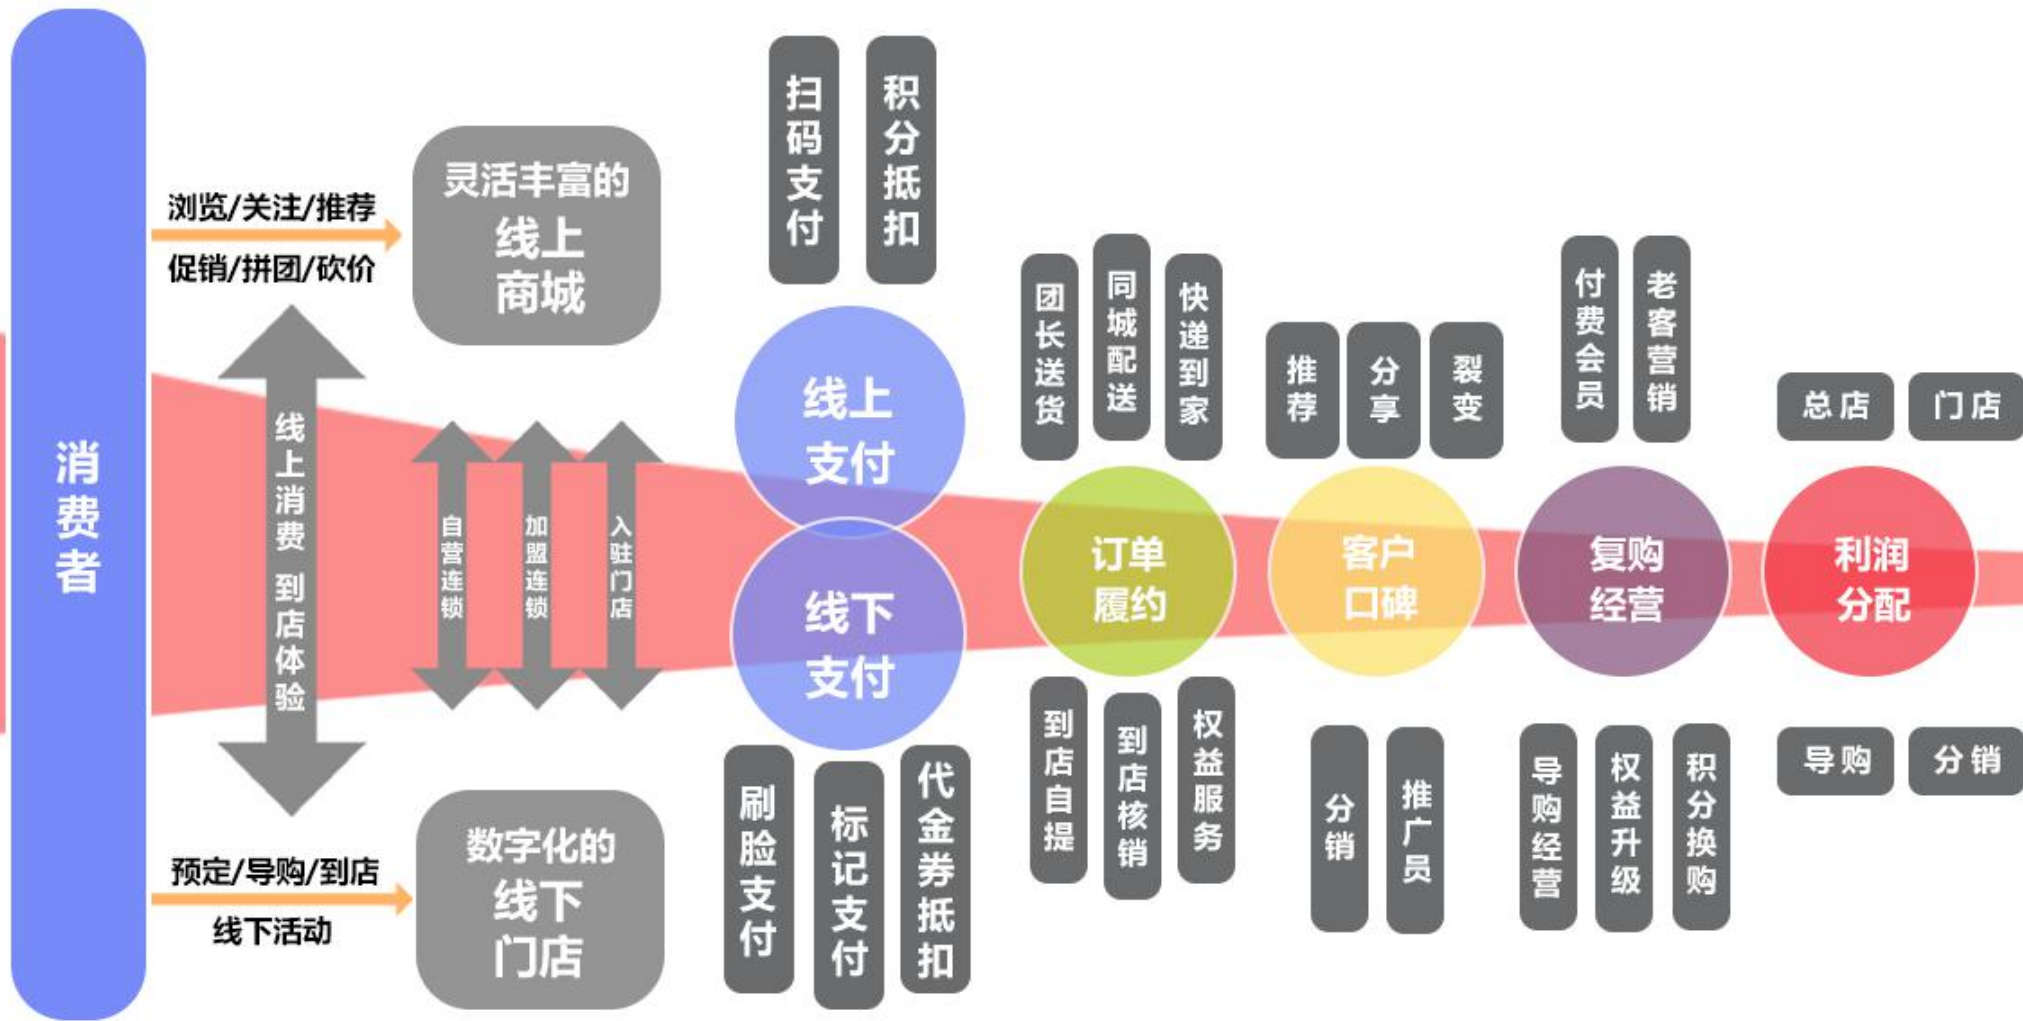 消费者
浏览/关注/推荐
促销/拼团/砍价
灵活丰富的
线上
商城
线上消费 到店体验
自营连锁
加盟连锁
入驻门店
预定/导购/到店
线下活动
数字化的
线下
门店
扫码支付
积分抵扣
线上
支付
线下
支付
刷脸支付
标记支付
代金券抵扣
团长送货
同城配送
快递到家
订单
履约
到店自提
到店核销
权益服务
推荐
分享
裂变
客户
口碑
分销
推广员
付费会员
老客营销
复购
经营
导购经营
权益升级
积分换购
总店
门店
利润
分配
导购
分销